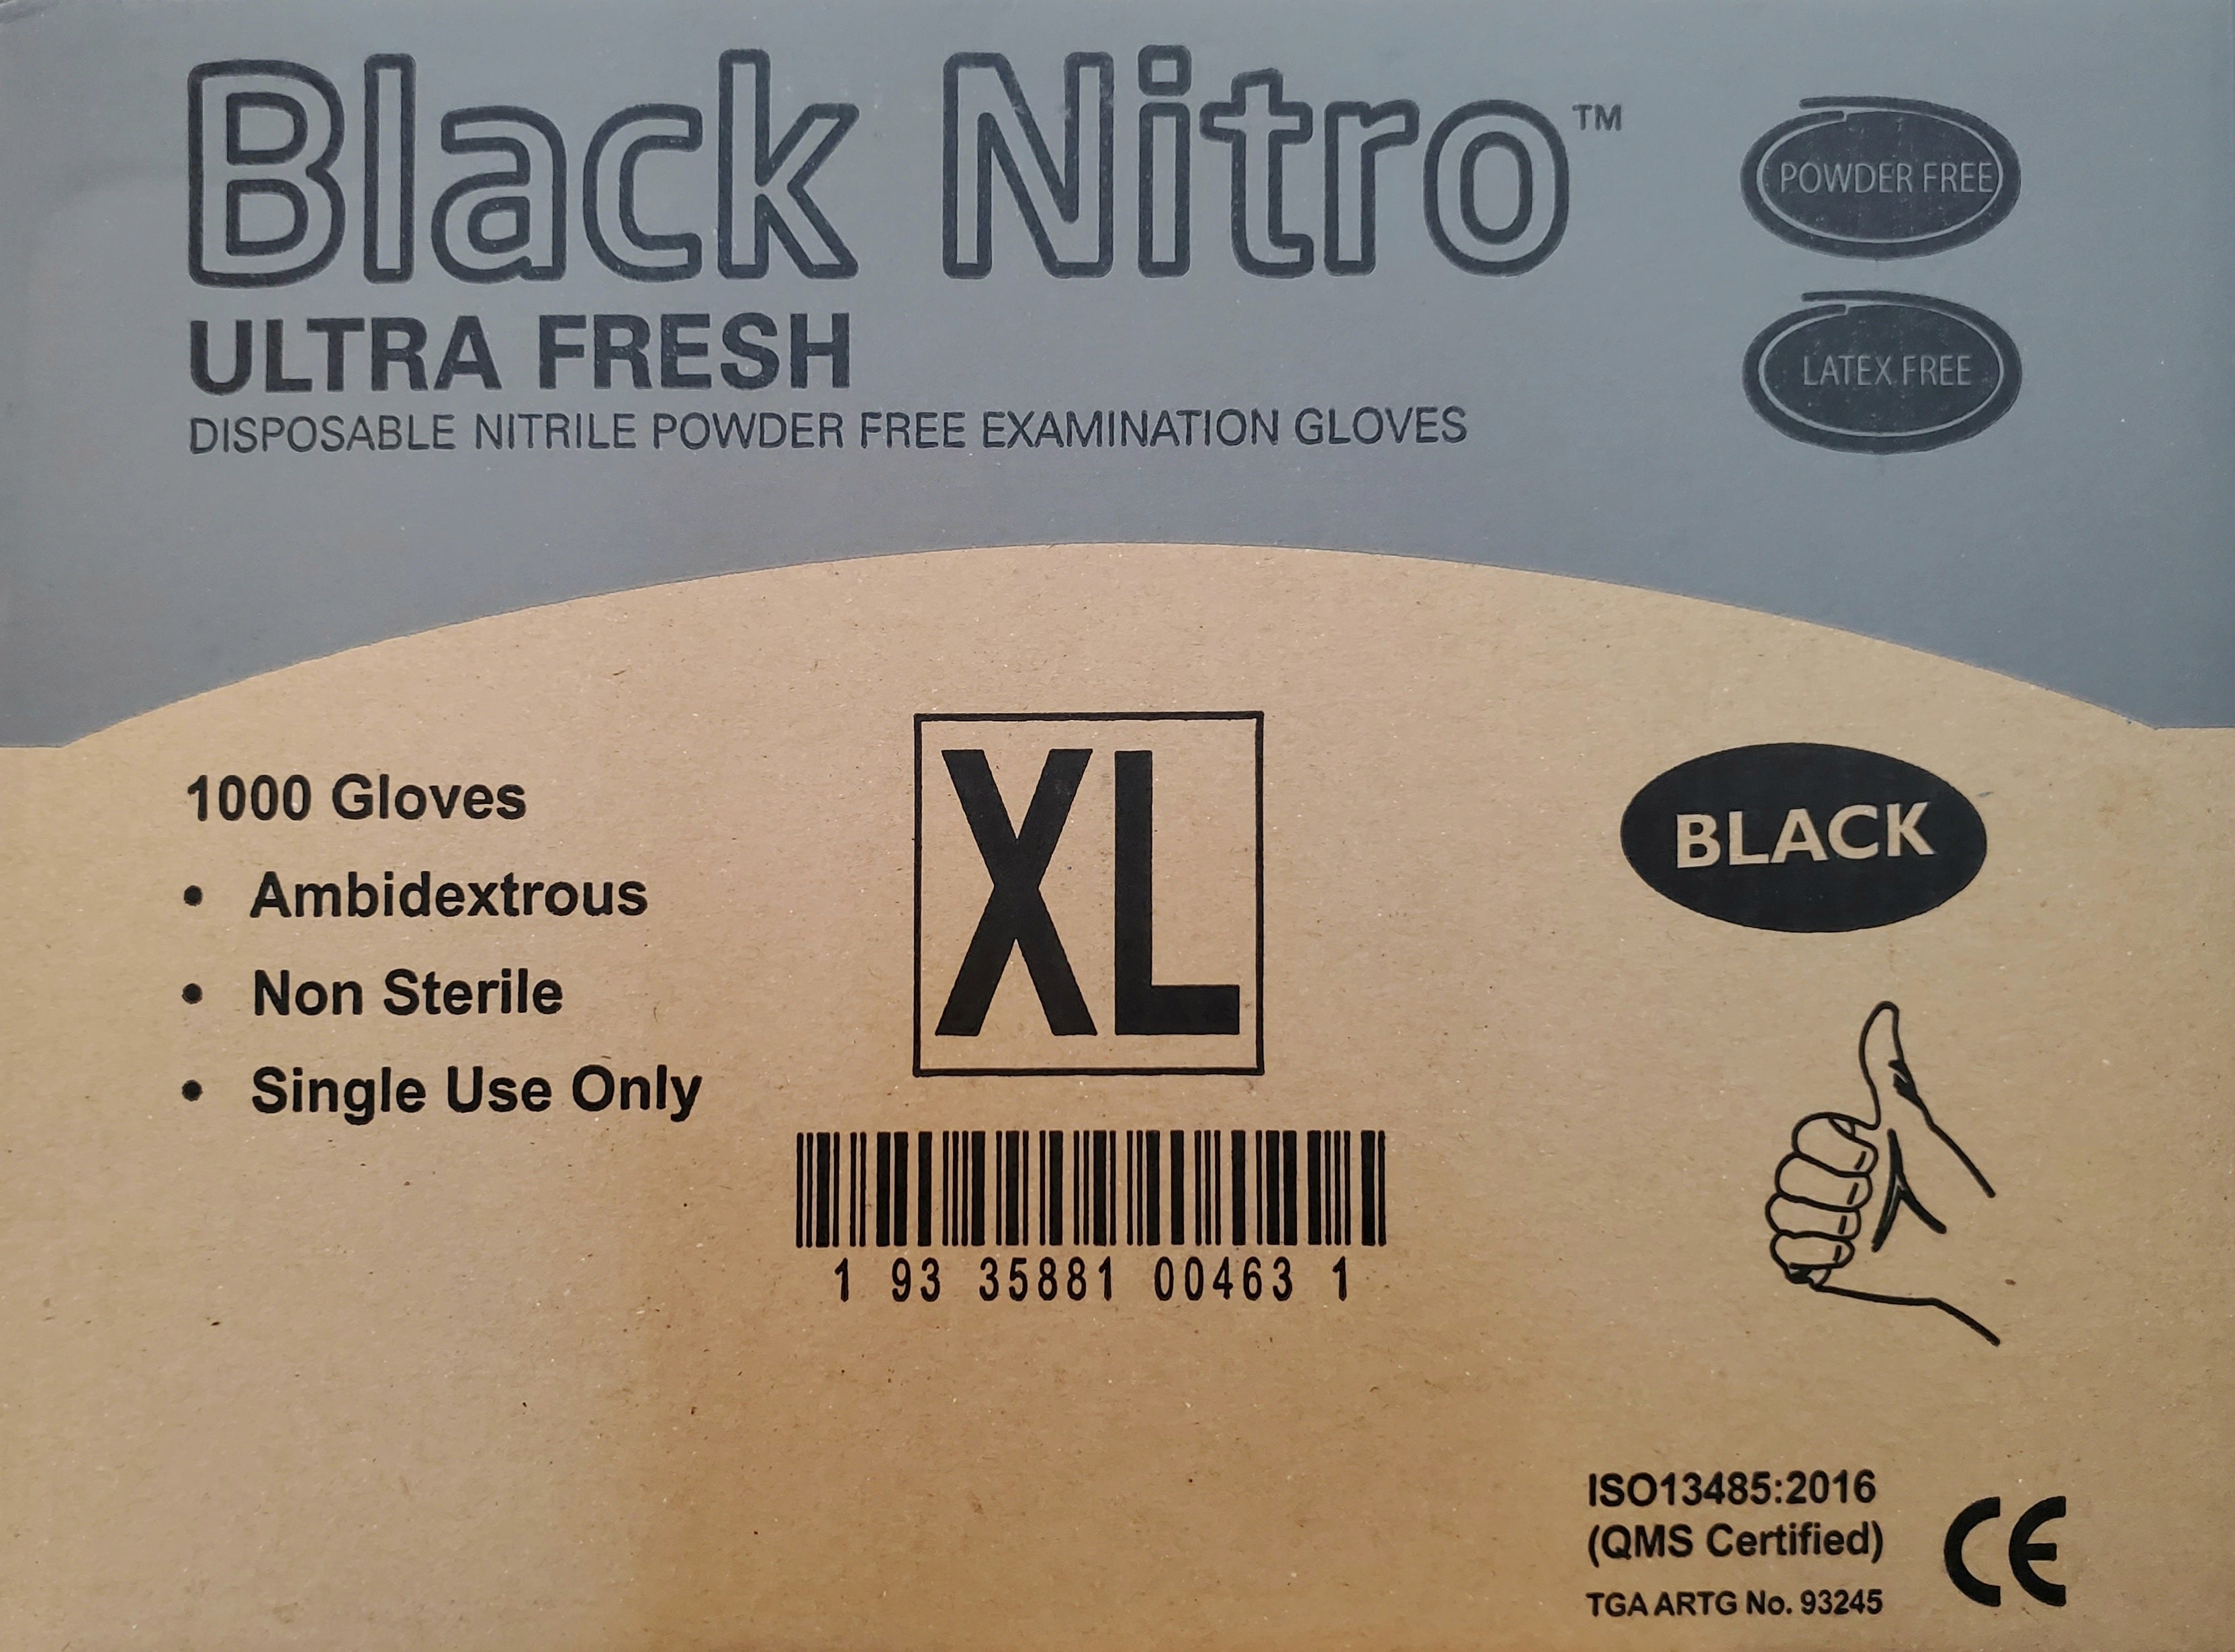 Black Nitro™
POWDER FREE
LATEX FREE
ULTRA FRESH
DISPOSABLE NITRILE POWDER FREE EXAMINATION GLOVES
1000 Gloves
• Ambidextrous
• Non Sterile
• Single Use Only
XL
BLACK
1 93 35881 00463 1
ISO13485:2016
(QMS Certified)
TGA ARTG No. 93245
CE